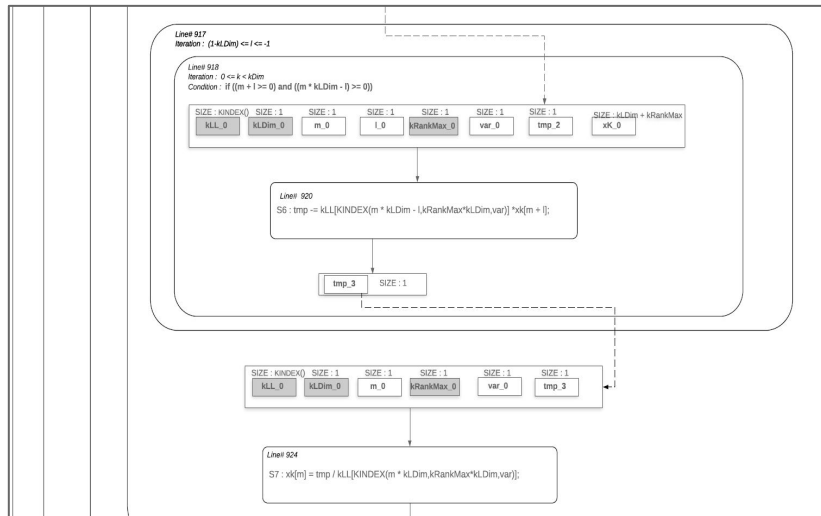 Line# 917
Iteration : (1-kLDim) <= l <= -1
Line# 918
Iteration : 0 <= k < kDim
Condition : if ((m + l >= 0) and ((m * kLDim - l) >= 0))
SIZE : KINDEX() SIZE : 1 SIZE : 1 SIZE : 1 SIZE : 1 SIZE : 1 SIZE : 1 SIZE : kLDim + kRankMax
kLL_0 kLDim_0 m_0 l_0 kRankMax_0 var_0 tmp_2 xK_0
Line# 920
S6 : tmp -= kLL[KINDEX(m * kLDim - l,kRankMax*kLDim,var)] *xk[m + l];
tmp_3 SIZE : 1
SIZE : KINDEX() SIZE : 1 SIZE : 1 SIZE : 1 SIZE : 1 SIZE : 1
kLL_0 kLDim_0 m_0 kRankMax_0 var_0 tmp_3
Line# 924
S7 : xk[m] = tmp / kLL[KINDEX(m * kLDim,kRankMax*kLDim,var)];